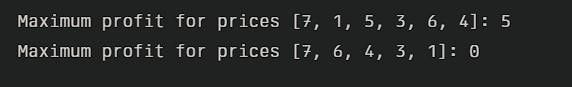 Maximum profit for prices [7, 1, 5, 3, 6, 4]: 5
Maximum profit for prices [7, 6, 4, 3, 1]: 0